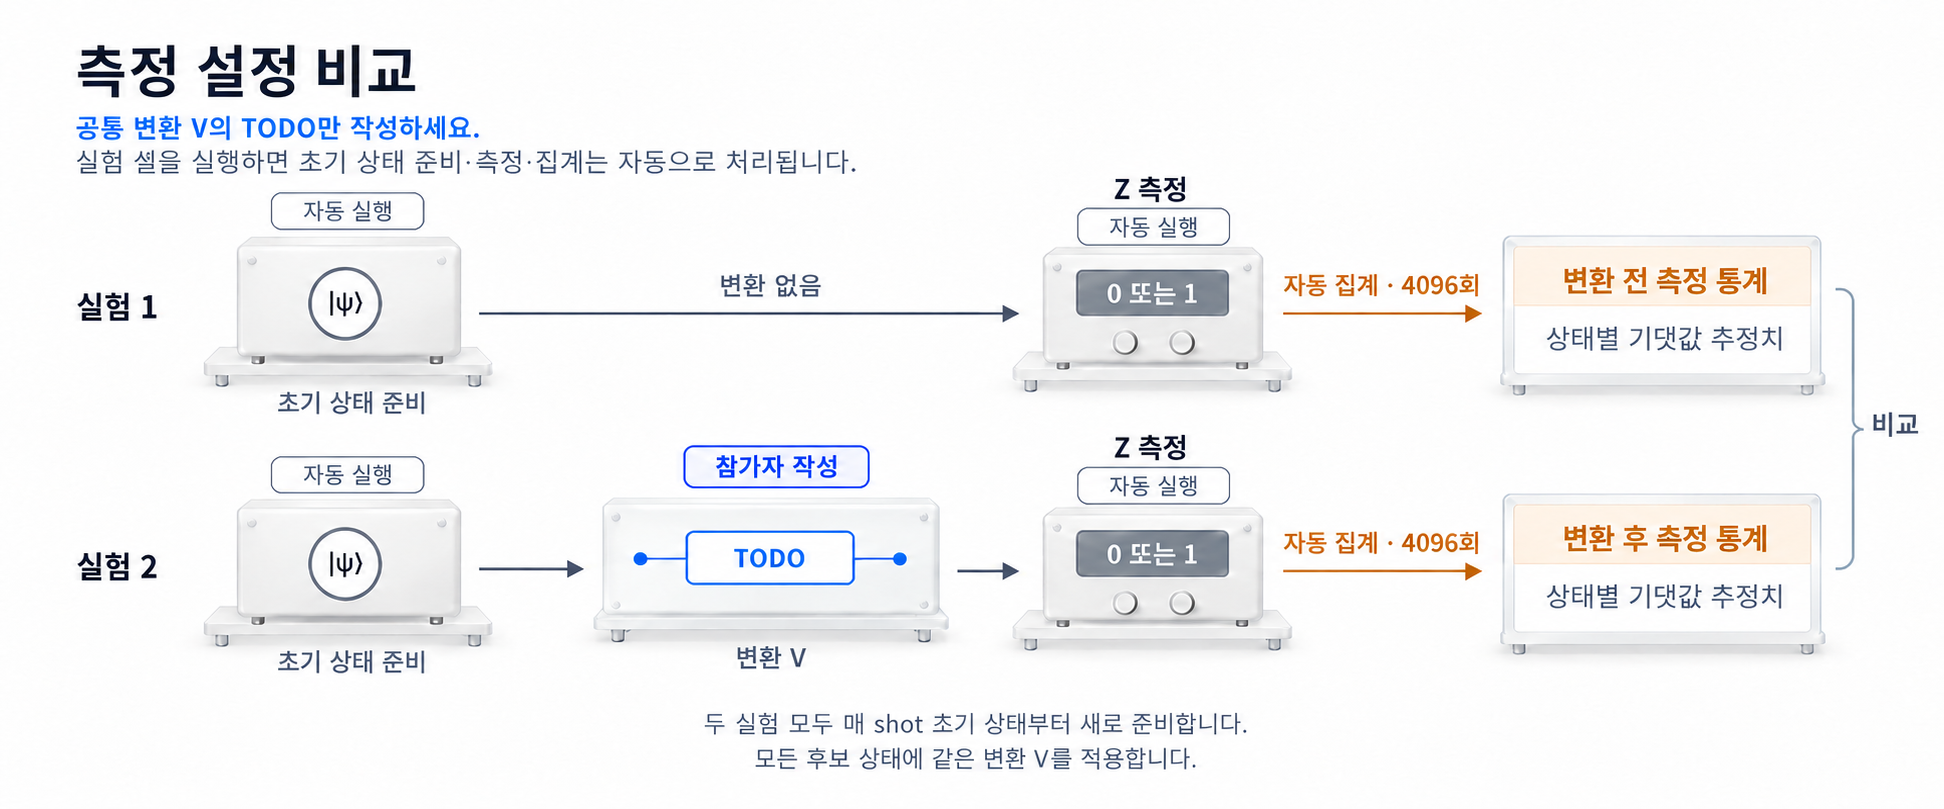 측정 설정 비교
공통 변환 V의 TODO만 작성하세요.
실험 셀을 실행하면 초기 상태 준비·측정·집계는 자동으로 처리됩니다.
실험 1
자동 실행
|ψ⟩
초기 상태 준비
변환 없음
Z 측정
자동 실행
0 또는 1
자동 집계 · 4096회
변환 전 측정 통계
상태별 기댓값 추정치
비교
실험 2
자동 실행
|ψ⟩
초기 상태 준비
참가자 작성
TODO
변환 V
Z 측정
자동 실행
0 또는 1
자동 집계 · 4096회
변환 후 측정 통계
상태별 기댓값 추정치
두 실험 모두 매 shot 초기 상태부터 새로 준비합니다.
모든 후보 상태에 같은 변환 V를 적용합니다.